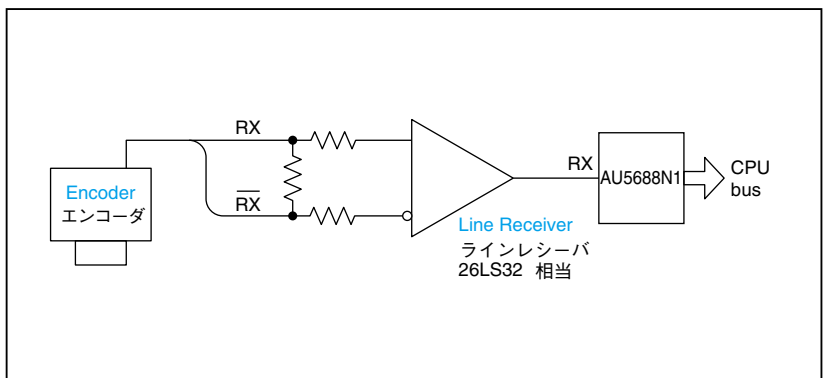 RX
Encoder
エンコーダ
RX
Line Receiver
ラインレシーバ
26LS32 相当
RX
AU5688N1
CPU
bus